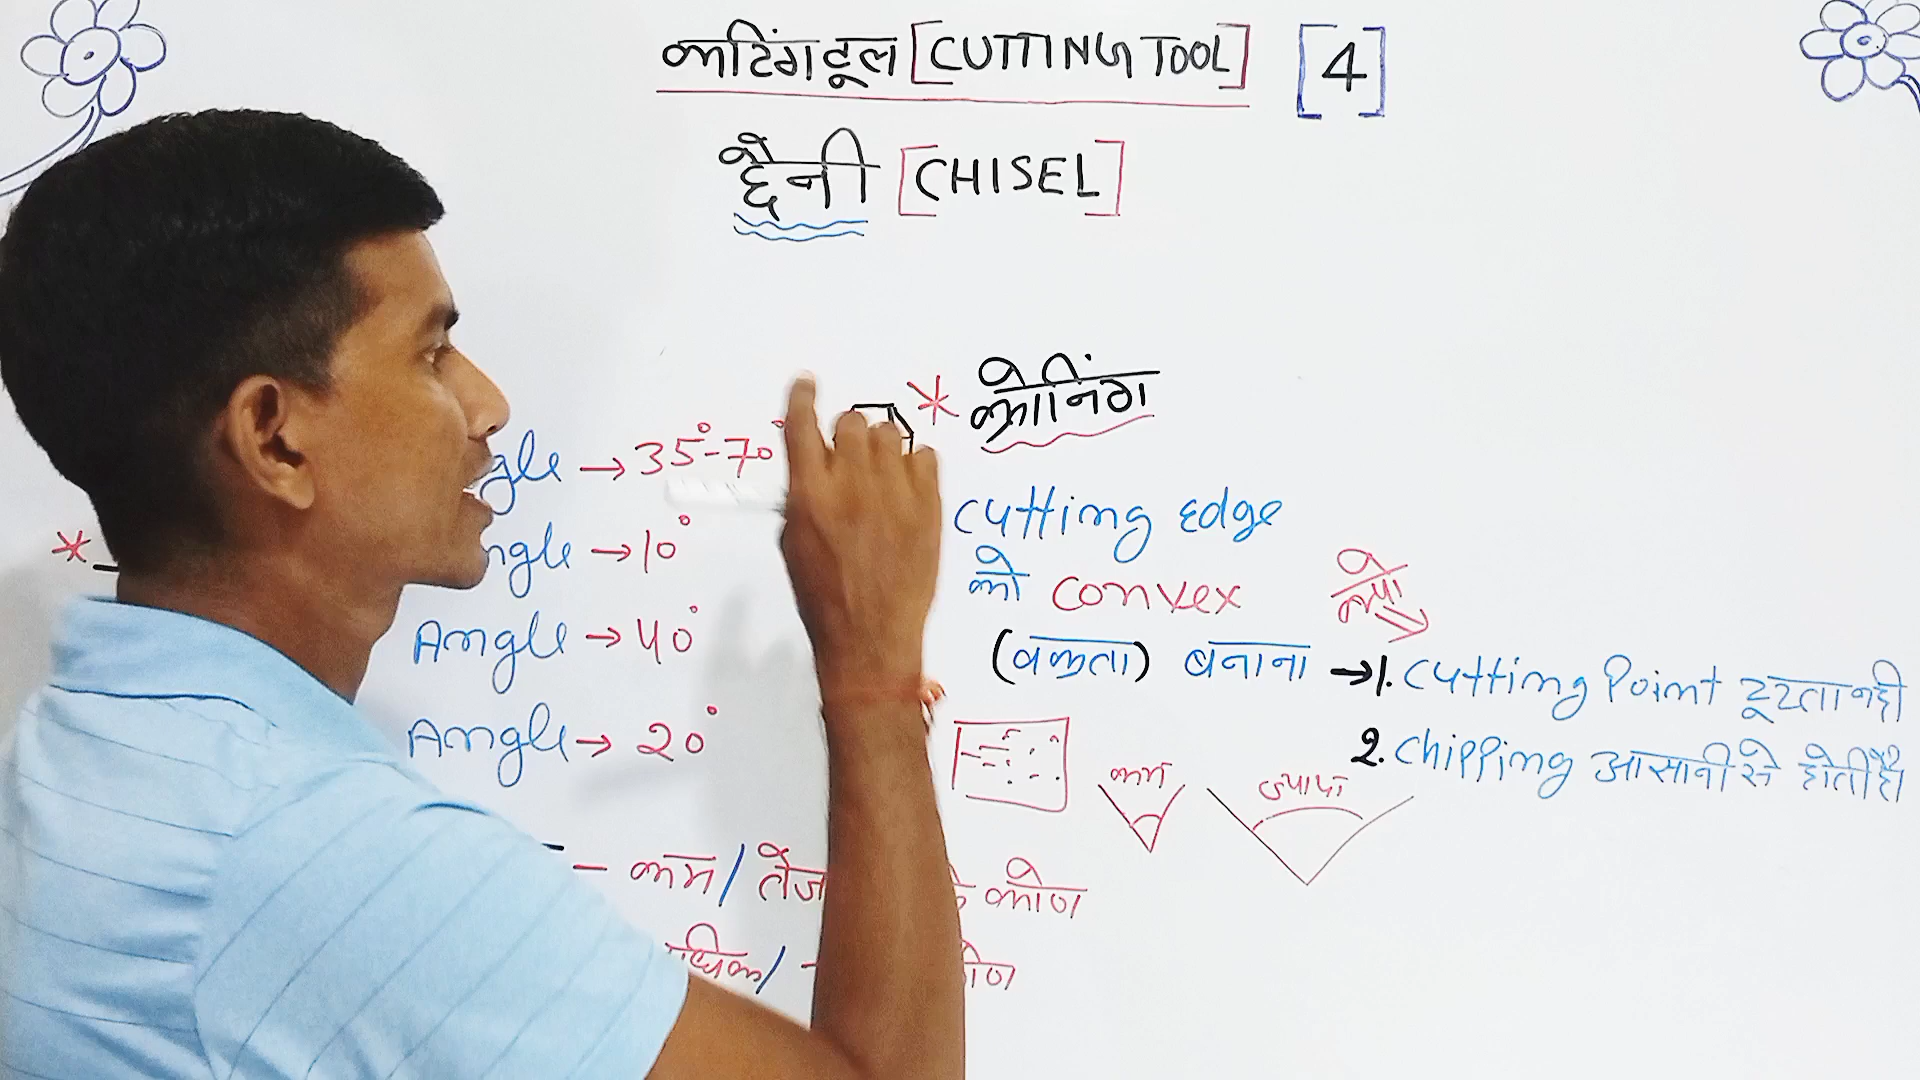 कटिंग टूल [CUTTING TOOL] [4]
छैनी [CHISEL]
* क्रोनिंग
gle → 35°-70°
ngle → 10°
Angle → 40°
Angle → 20°
*
cutting Edge
को convex
(वक्रता) बनाना
क्यो
→ 1. Cutting Point टूटता नही
2. Chipping आसानी से होती है।
कम
ज्यादा
- कम / तेज कोण
धिक /